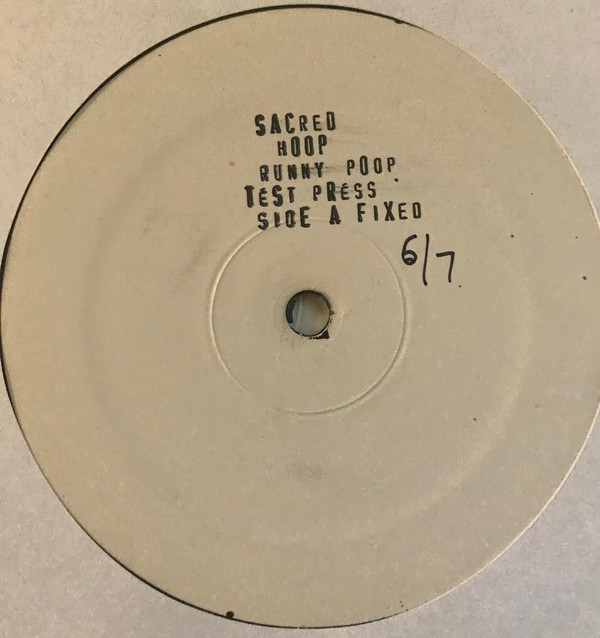 SACRED
HOOP
RUNNY POOP
TEST PRESS
SIDE A FIXED
6/7